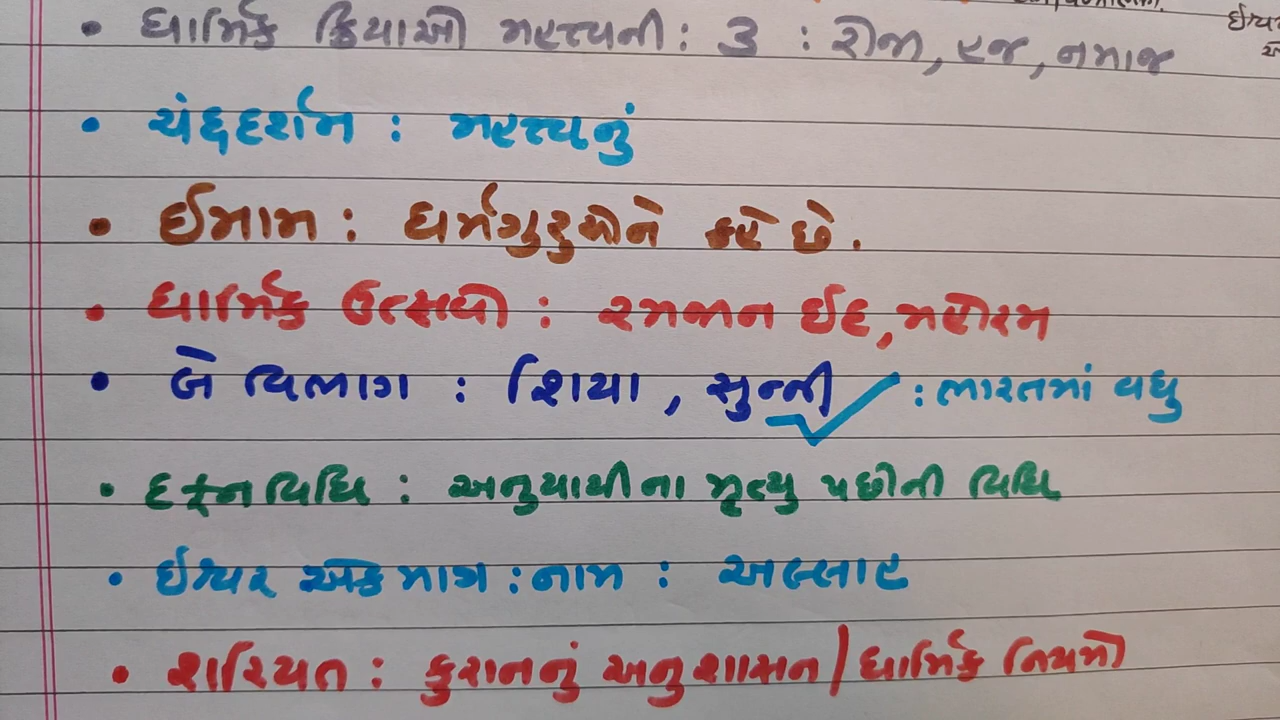 • ધાર્મિક ક્રિયાઓ મહત્ત્વની : ૩ : રોજા, હજ, નમાજ
• ચંદ્રદર્શન : મહત્ત્વનું
• ઈમામ : ધર્મગુરુઓને કહે છે.
• ધાર્મિક ઉત્સવો : રમજાન ઈદ, મહોરમ
• બે વિભાગ : શિયા, સુન્ની ✓ : ભારતમાં વધુ
• દફનવિધિ : અનુયાયીના મૃત્યુ પછીની વિધિ
• ઈશ્વર એક માત્ર : નામ : અલ્લાહ
• શરિયત : કુરાનનું અનુશાસન / ધાર્મિક નિયમો